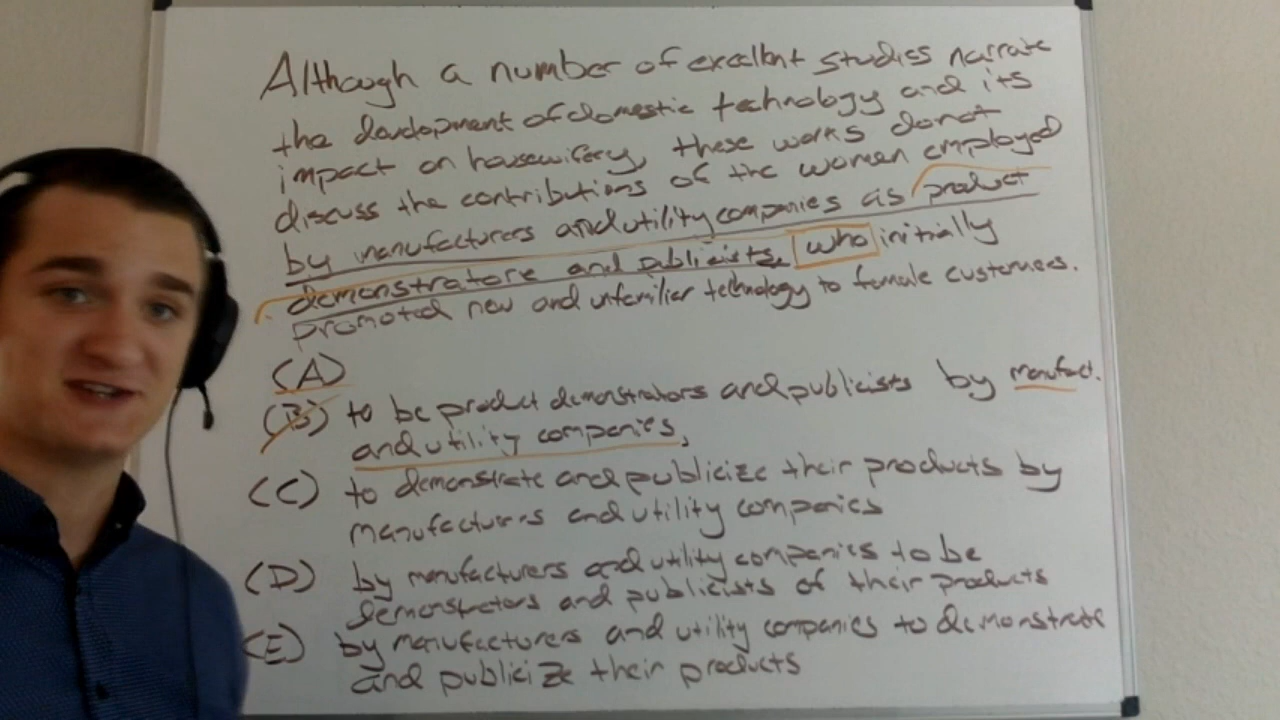 Although a number of excellent studies narrate
the development of domestic technology and its
impact on housewifery, these works do not
discuss the contributions of the women employed
by manufacturers and utility companies as product
demonstrators and publicists, who initially
promoted new and unfamiliar technology to female customers.
(A)
(B) to be product demonstrators and publicists by manufact.
and utility companies,
(C) to demonstrate and publicize their products by
manufacturers and utility companies
(D) by manufacturers and utility companies to be
demonstrators and publicists of their products
(E) by manufacturers and utility companies to demonstrate
and publicize their products